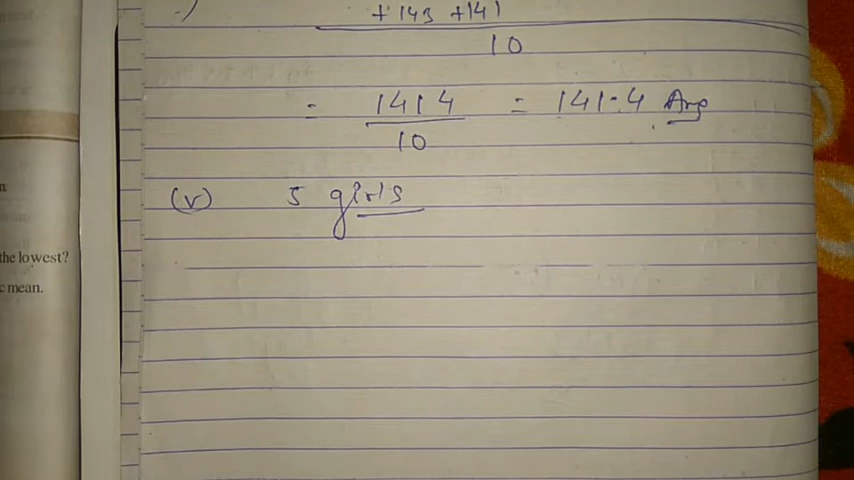 +143 +141
10
= 1414 = 141.4 Ans
10
(v) 5 girls
the lowest?
mean.